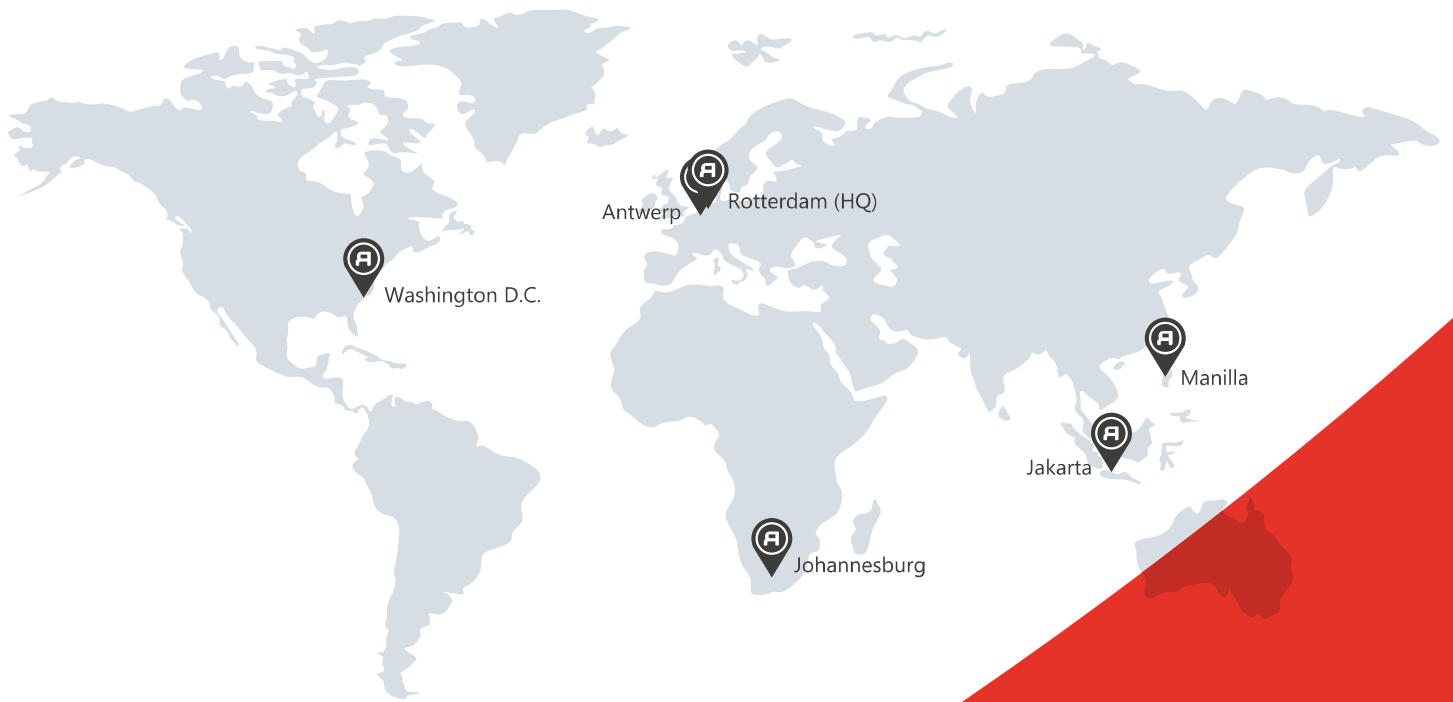 Rotterdam (HQ)
Antwerp
Washington D.C.
Manilla
Jakarta
Johannesburg